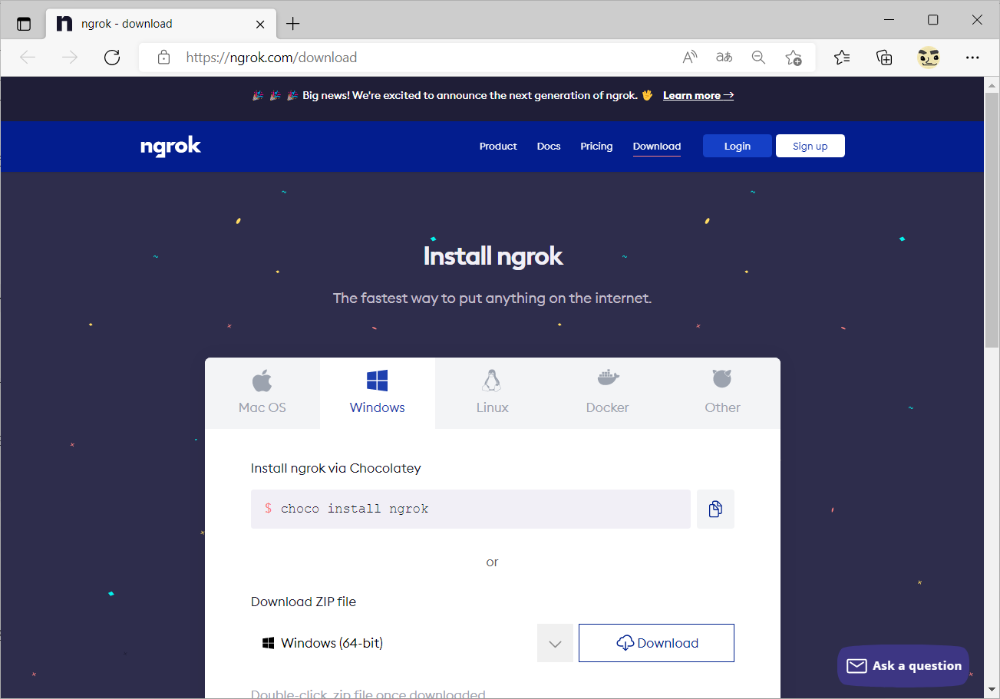 ngrok - download
https://ngrok.com/download
Big news! We're excited to announce the next generation of ngrok. Learn more →
ngrok Product Docs Pricing Download Login Sign up
Install ngrok
The fastest way to put anything on the internet.
Mac OS Windows Linux Docker Other
Install ngrok via Chocolatey
$ choco install ngrok
or
Download ZIP file
Windows (64-bit) Download
Ask a question
Double-click .zip file once downloaded